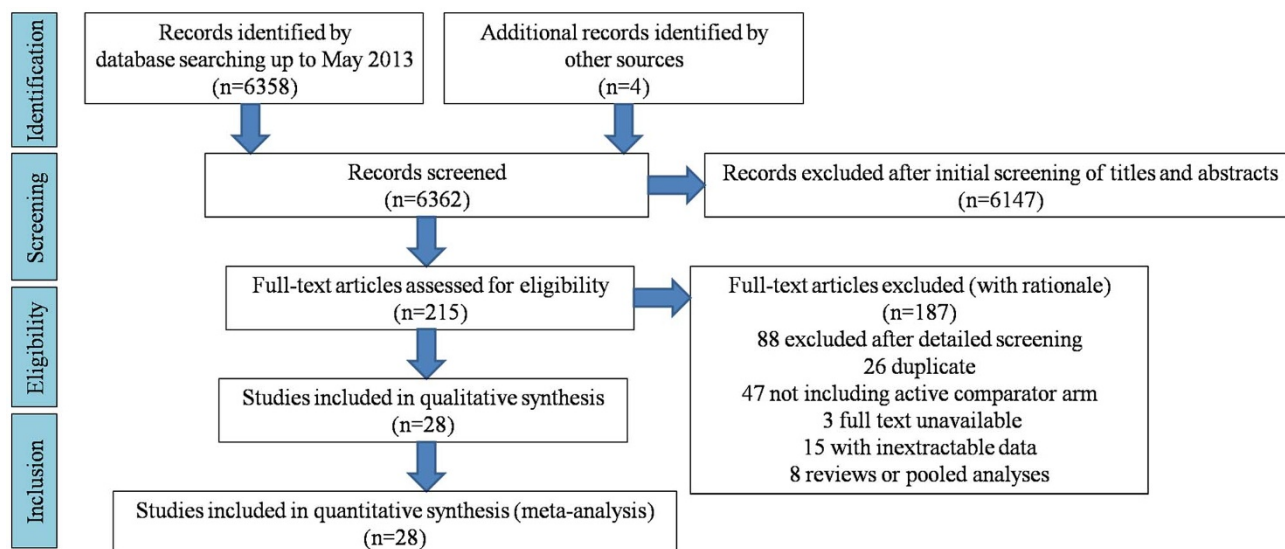 Identification
Records identified by
database searching up to May 2013
(n=6358)
Additional records identified by
other sources
(n=4)
Screening
Records screened
(n=6362)
Records excluded after initial screening of titles and abstracts
(n=6147)
Eligibility
Full-text articles assessed for eligibility
(n=215)
Full-text articles excluded (with rationale)
(n=187)
88 excluded after detailed screening
26 duplicate
47 not including active comparator arm
3 full text unavailable
15 with inextractable data
8 reviews or pooled analyses
Studies included in qualitative synthesis
(n=28)
Inclusion
Studies included in quantitative synthesis (meta-analysis)
(n=28)